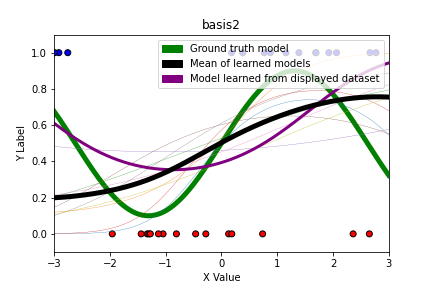 basis2
Ground truth model
Mean of learned models
Model learned from displayed dataset
Y Label
1.0
0.8
0.6
0.4
0.2
0.0
−3
−2
−1
0
1
2
3
X Value